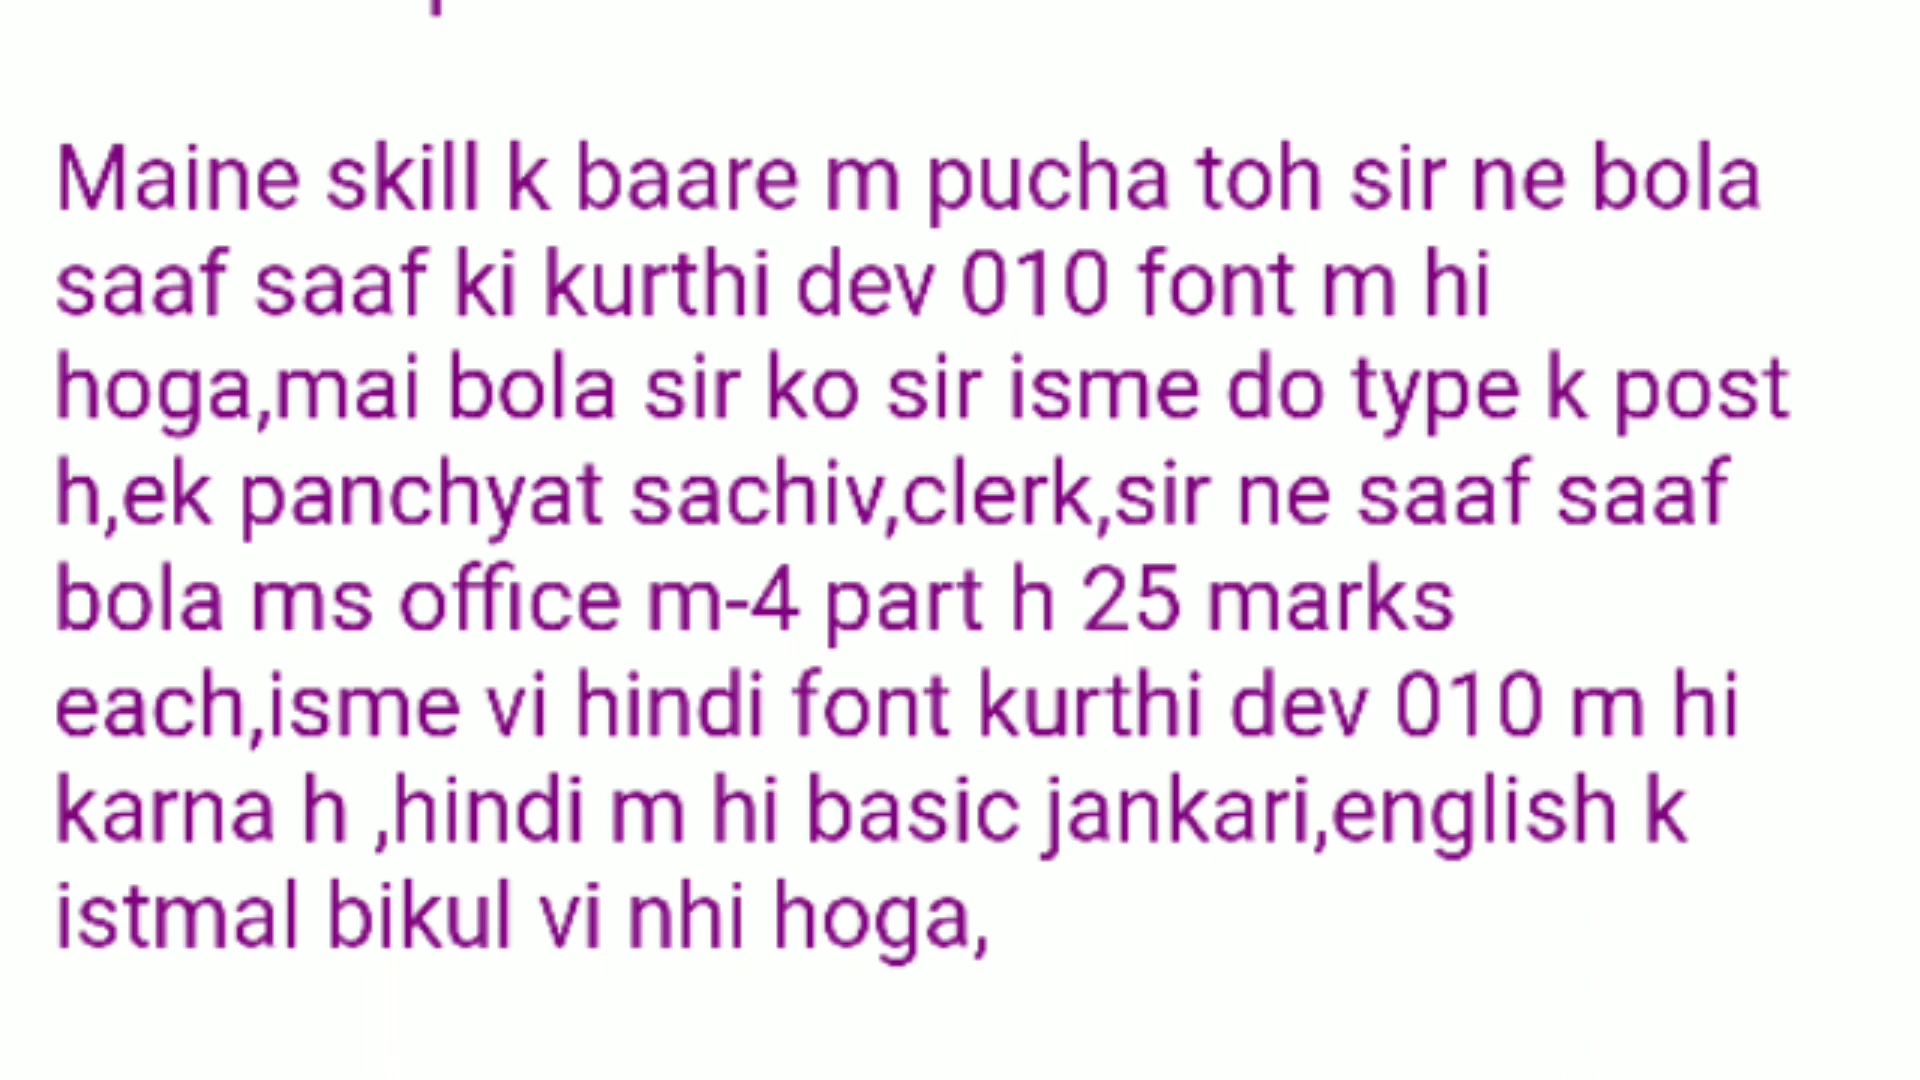 Maine skill k baare m pucha toh sir ne bola
saaf saaf ki kurthi dev 010 font m hi
hoga,mai bola sir ko sir isme do type k post
h,ek panchyat sachiv,clerk,sir ne saaf saaf
bola ms office m-4 part h 25 marks
each,isme vi hindi font kurthi dev 010 m hi
karna h ,hindi m hi basic jankari,english k
istmal bikul vi nhi hoga,